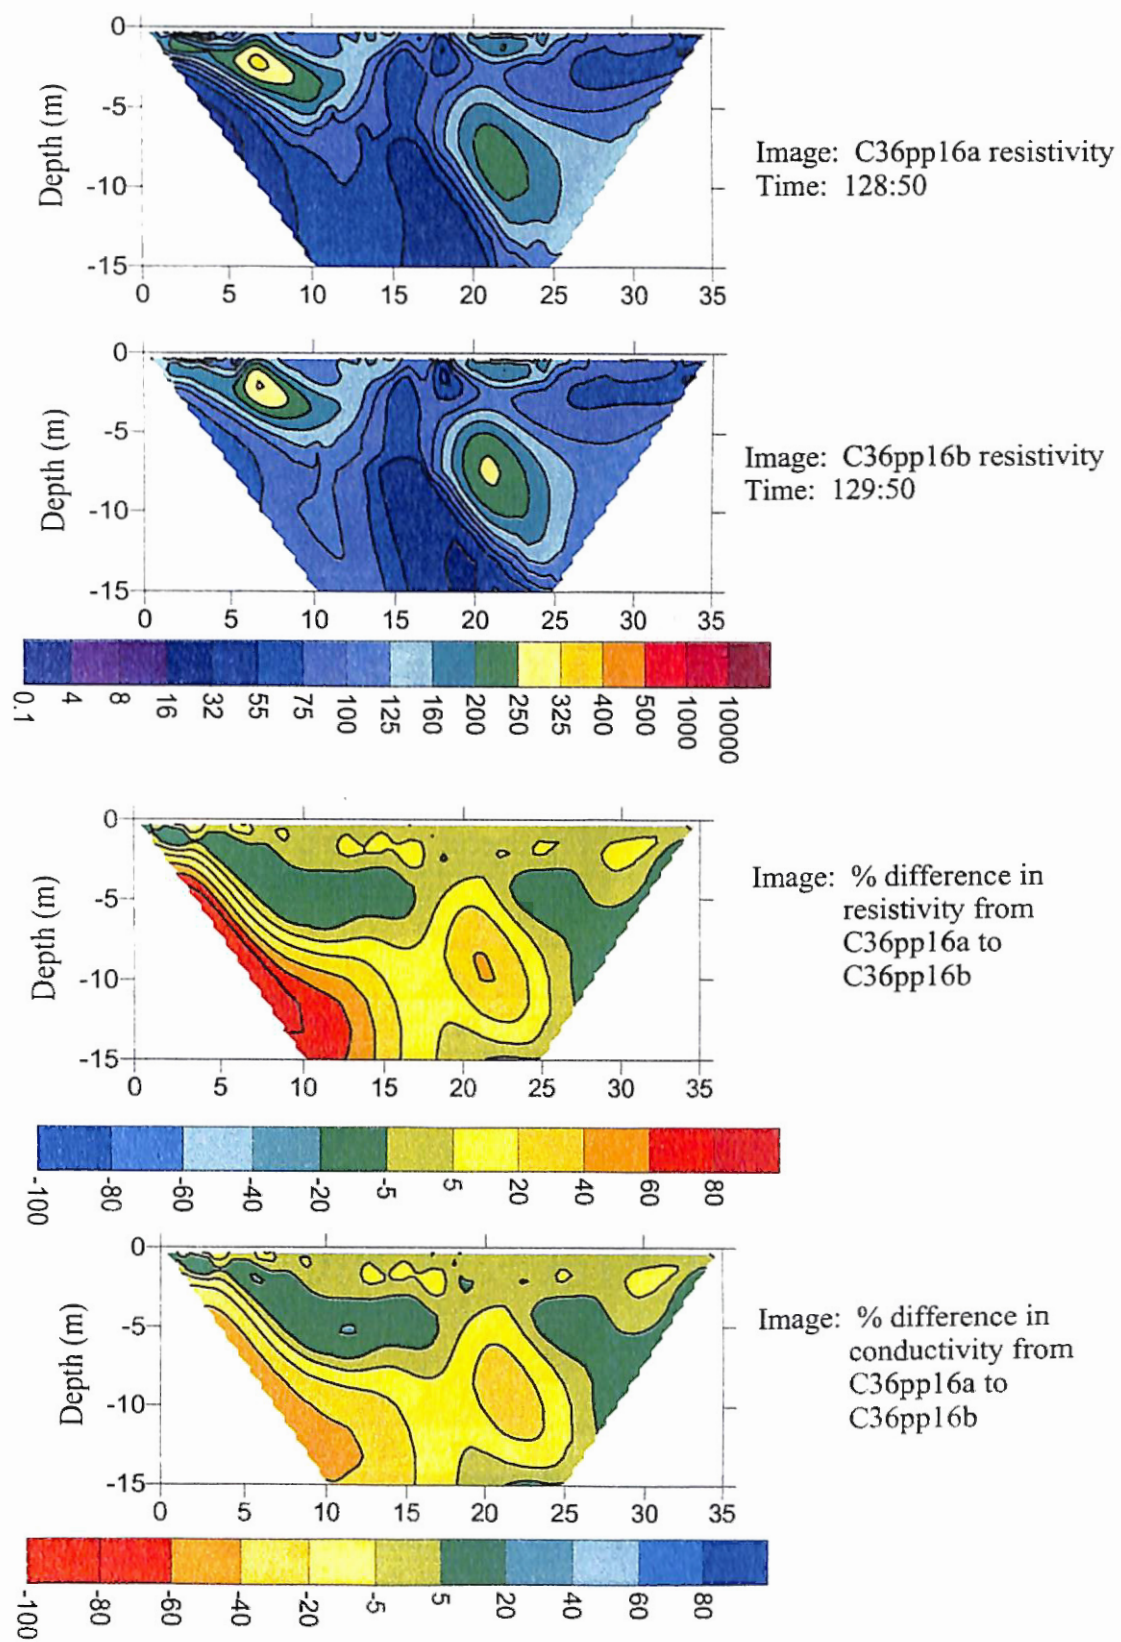 0
-5
-10
-15
Depth (m)
0 5 10 15 20 25 30 35
Image: C36pp16a resistivity
Time: 128:50
0
-5
-10
-15
Depth (m)
0 5 10 15 20 25 30 35
Image: C36pp16b resistivity
Time: 129:50
0.1 4 8 16 32 55 75 100 125 160 200 250 325 400 500 1000 10000
0
-5
-10
-15
Depth (m)
0 5 10 15 20 25 30 35
Image: % difference in
resistivity from
C36pp16a to
C36pp16b
-100 -80 -60 -40 -20 -5 5 20 40 60 80
0
-5
-10
-15
Depth (m)
0 5 10 15 20 25 30 35
Image: % difference in
conductivity from
C36pp16a to
C36pp16b
-100 -80 -60 -40 -20 -5 5 20 40 60 80